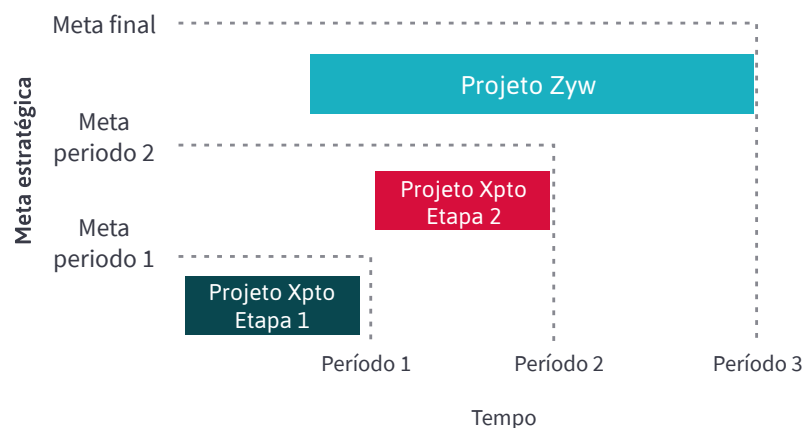 Meta final
Projeto Zyw
Meta estratégica
Meta
periodo 2
Projeto Xpto
Etapa 2
Meta
periodo 1
Projeto Xpto
Etapa 1
Período 1
Período 2
Período 3
Tempo